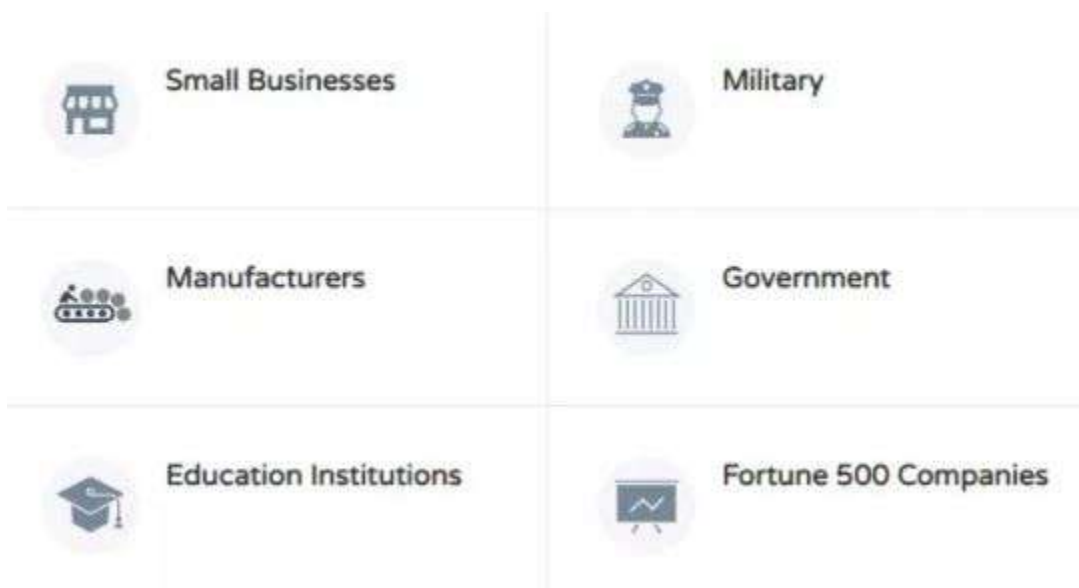 Small Businesses
Military
Manufacturers
Government
Education Institutions
Fortune 500 Companies